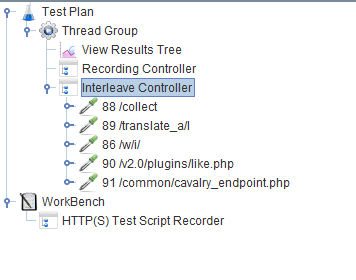 Test Plan
Thread Group
View Results Tree
Recording Controller
Interleave Controller
88 /collect
89 /translate_a/l
86 /w/i/
90 /v2.0/plugins/like.php
91 /common/cavalry_endpoint.php
WorkBench
HTTP(S) Test Script Recorder